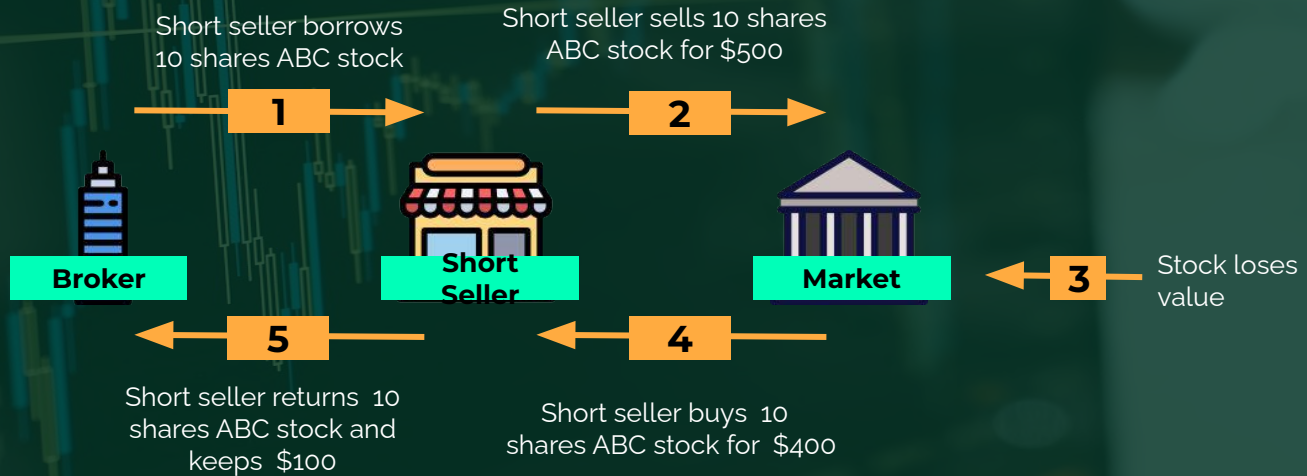 Short seller borrows
10 shares ABC stock
Short seller sells 10 shares
ABC stock for $500
1
2
Broker
Short
Seller
Market
3
Stock loses
value
5
4
Short seller returns 10
shares ABC stock and
keeps $100
Short seller buys 10
shares ABC stock for $400